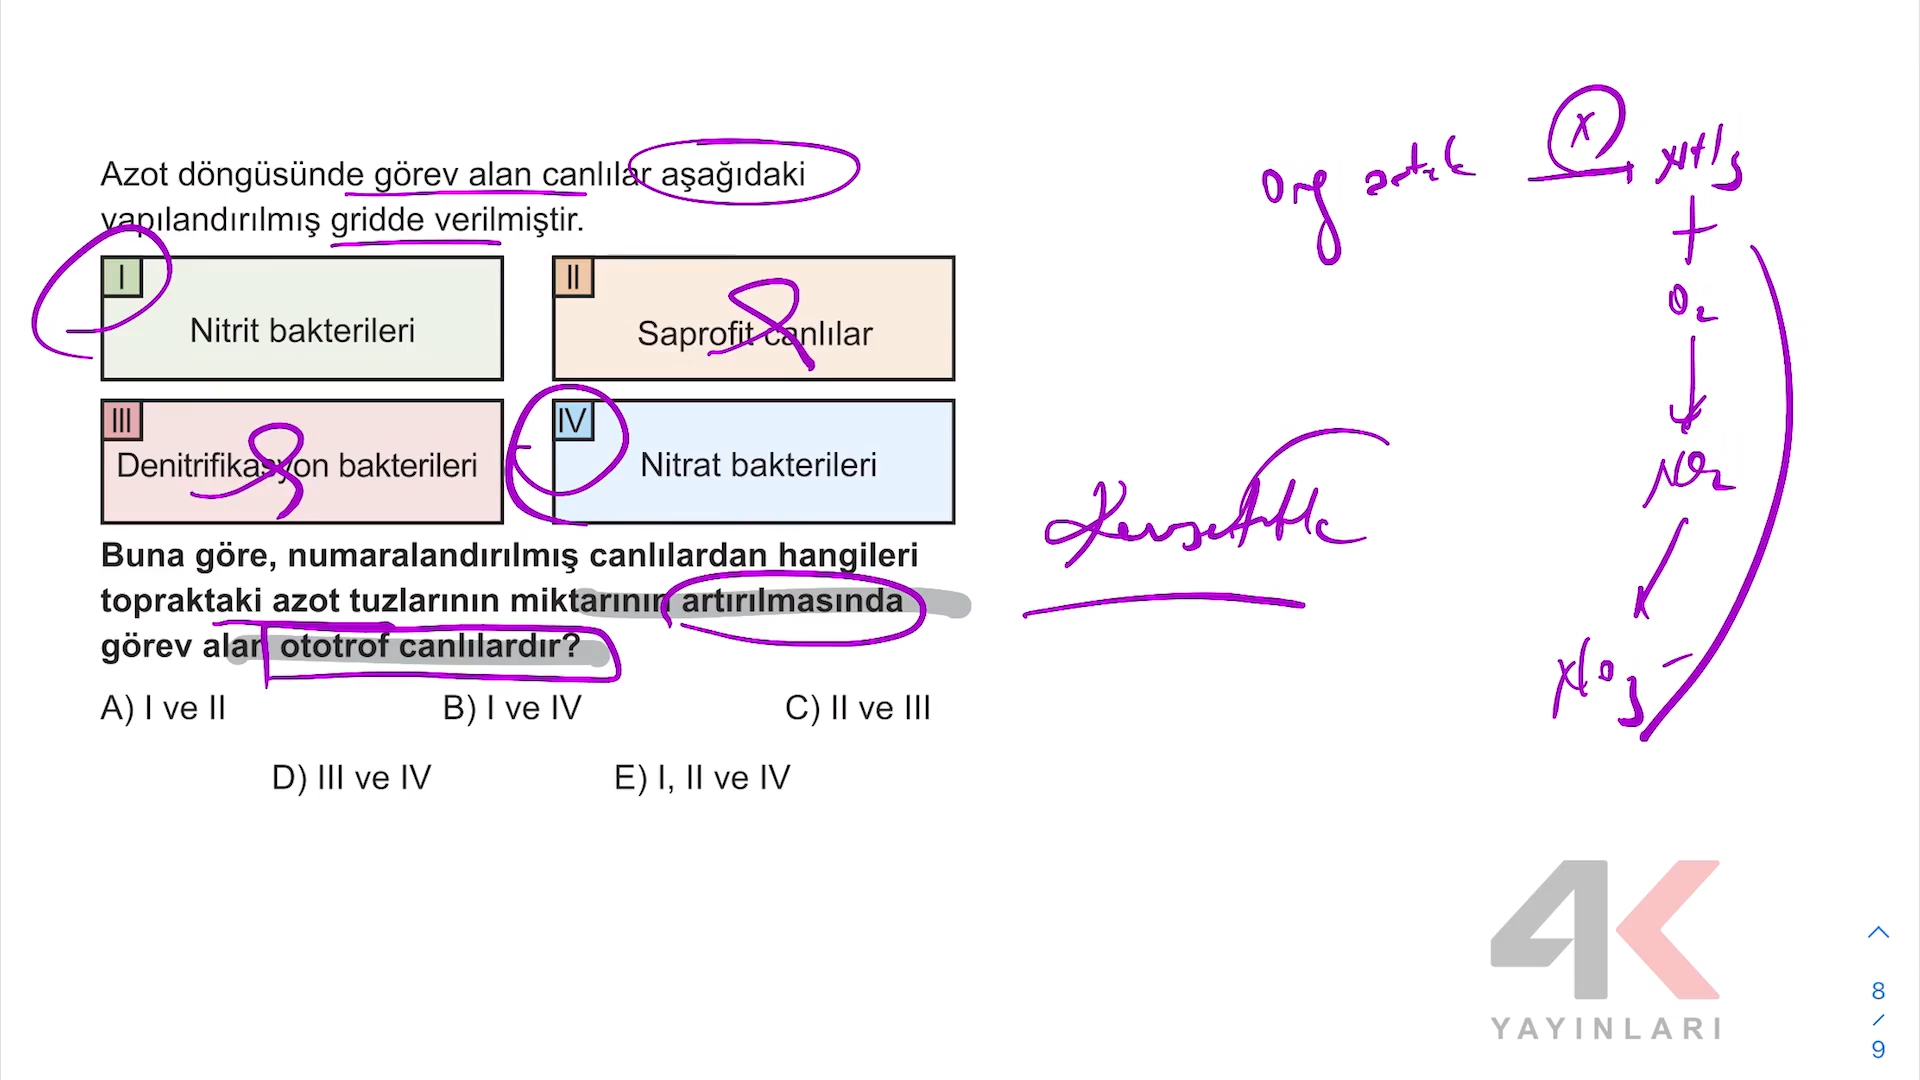 Azot döngüsünde görev alan canlılar aşağıdaki
yapılandırılmış gridde verilmiştir.
I
Nitrit bakterileri
II
Saprofit canlılar
III
Denitrifikasyon bakterileri
IV
Nitrat bakterileri
Buna göre, numaralandırılmış canlılardan hangileri
topraktaki azot tuzlarının miktarının artırılmasında
görev alan ototrof canlılardır?
A) I ve II B) I ve IV C) II ve III
D) III ve IV E) I, II ve IV
Org artık X NH3
+
O2
NO2
NO3-
4K
YAYINLARI
8
/
9